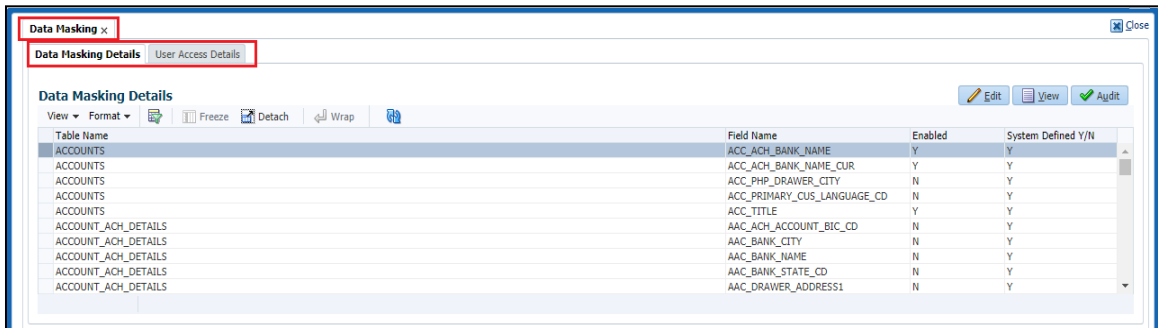 Data Masking ×
Close
Data Masking Details User Access Details
Data Masking Details
Edit View Audit
View Format Freeze Detach Wrap
Table Name Field Name Enabled System Defined Y/N
ACCOUNTS ACC_ACH_BANK_NAME Y Y
ACCOUNTS ACC_ACH_BANK_NAME_CUR Y Y
ACCOUNTS ACC_PHP_DRAWER_CITY N Y
ACCOUNTS ACC_PRIMARY_CUS_LANGUAGE_CD N Y
ACCOUNTS ACC_TITLE Y Y
ACCOUNT_ACH_DETAILS AAC_ACH_ACCOUNT_BIC_CD N Y
ACCOUNT_ACH_DETAILS AAC_BANK_CITY N Y
ACCOUNT_ACH_DETAILS AAC_BANK_NAME N Y
ACCOUNT_ACH_DETAILS AAC_BANK_STATE_CD N Y
ACCOUNT_ACH_DETAILS AAC_DRAWER_ADDRESS1 N Y